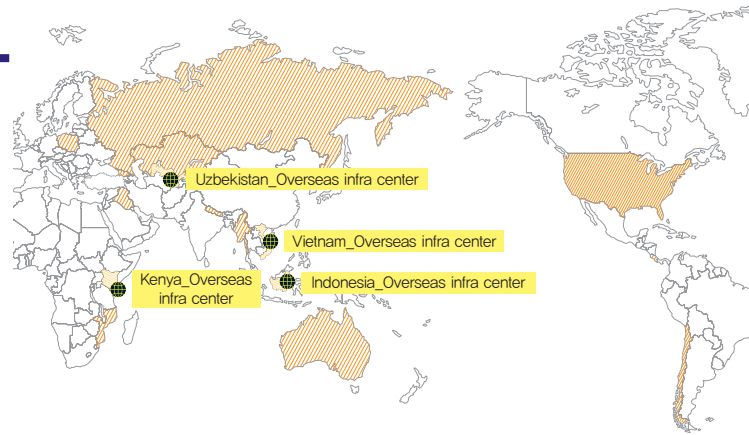 Uzbekistan_Overseas infra center
Vietnam_Overseas infra center
Kenya_Overseas
infra center
Indonesia_Overseas infra center